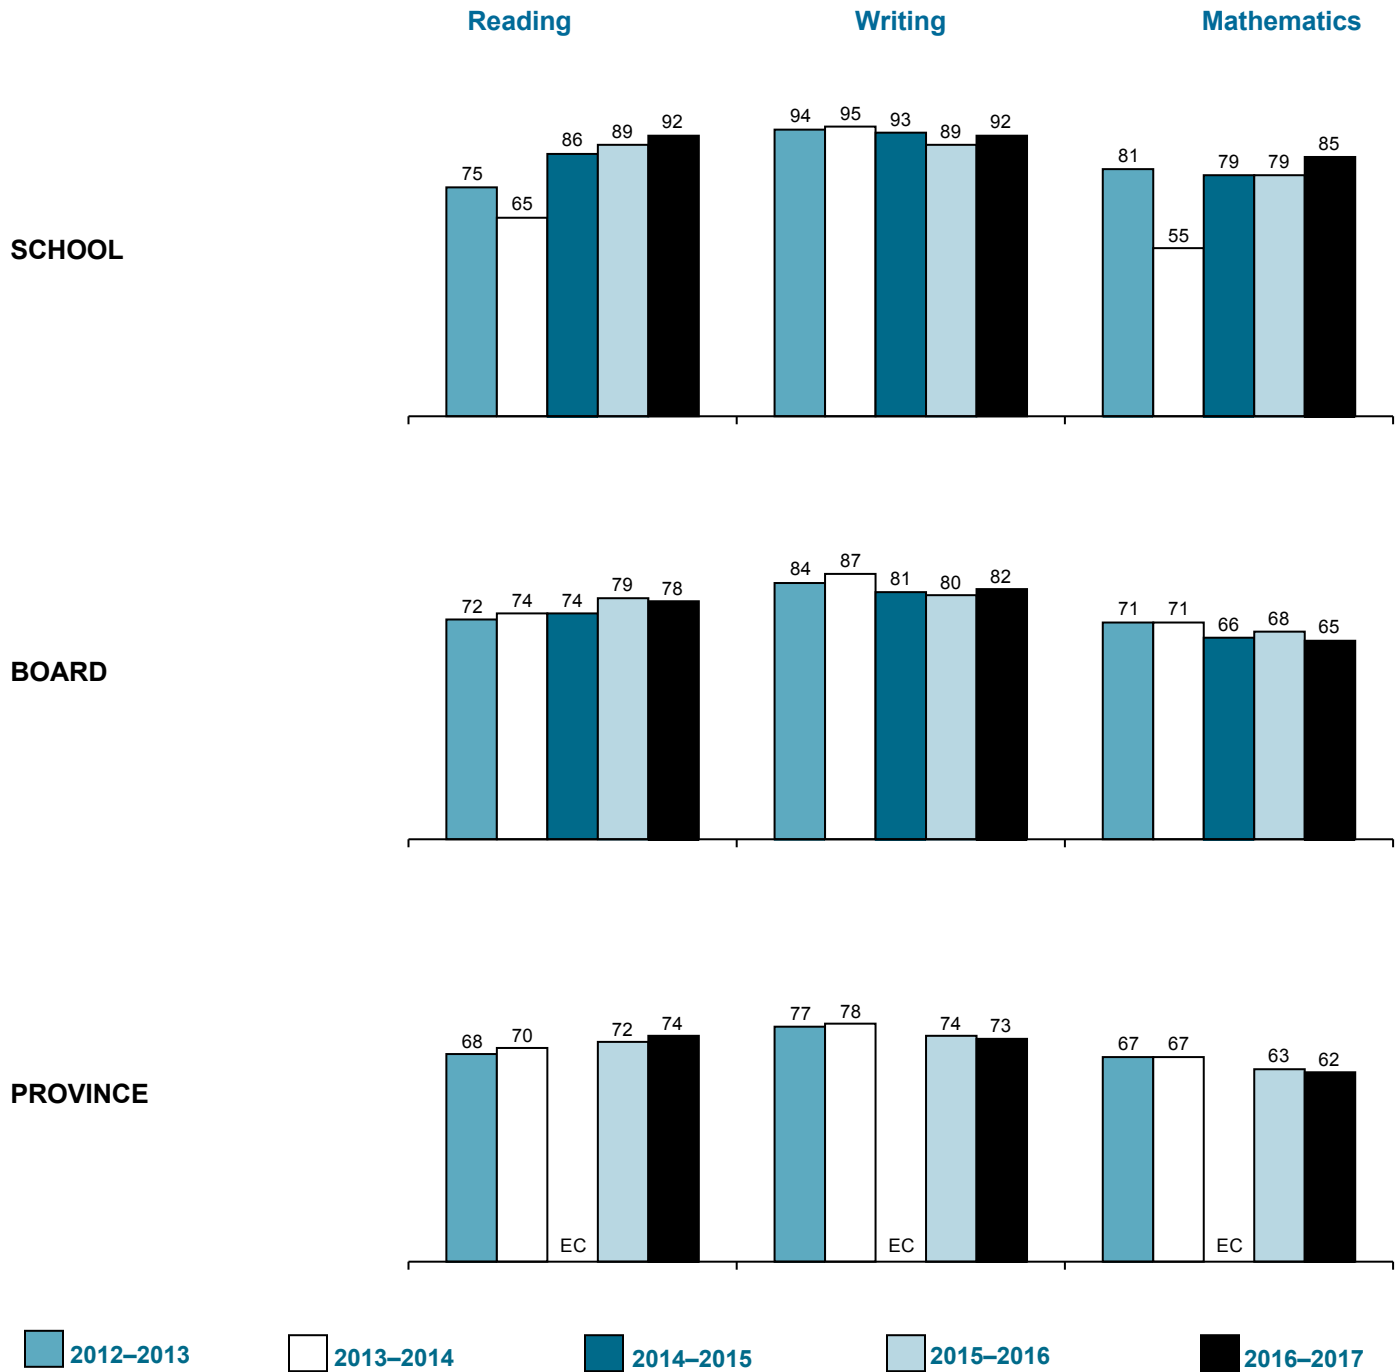 Reading Writing Mathematics
SCHOOL
75 65 86 89 92 94 95 93 89 92 81 55 79 79 85
BOARD
72 74 74 79 78 84 87 81 80 82 71 71 66 68 65
PROVINCE
68 70 EC 72 74 77 78 EC 74 73 67 67 EC 63 62
2012–2013 2013–2014 2014–2015 2015–2016 2016–2017